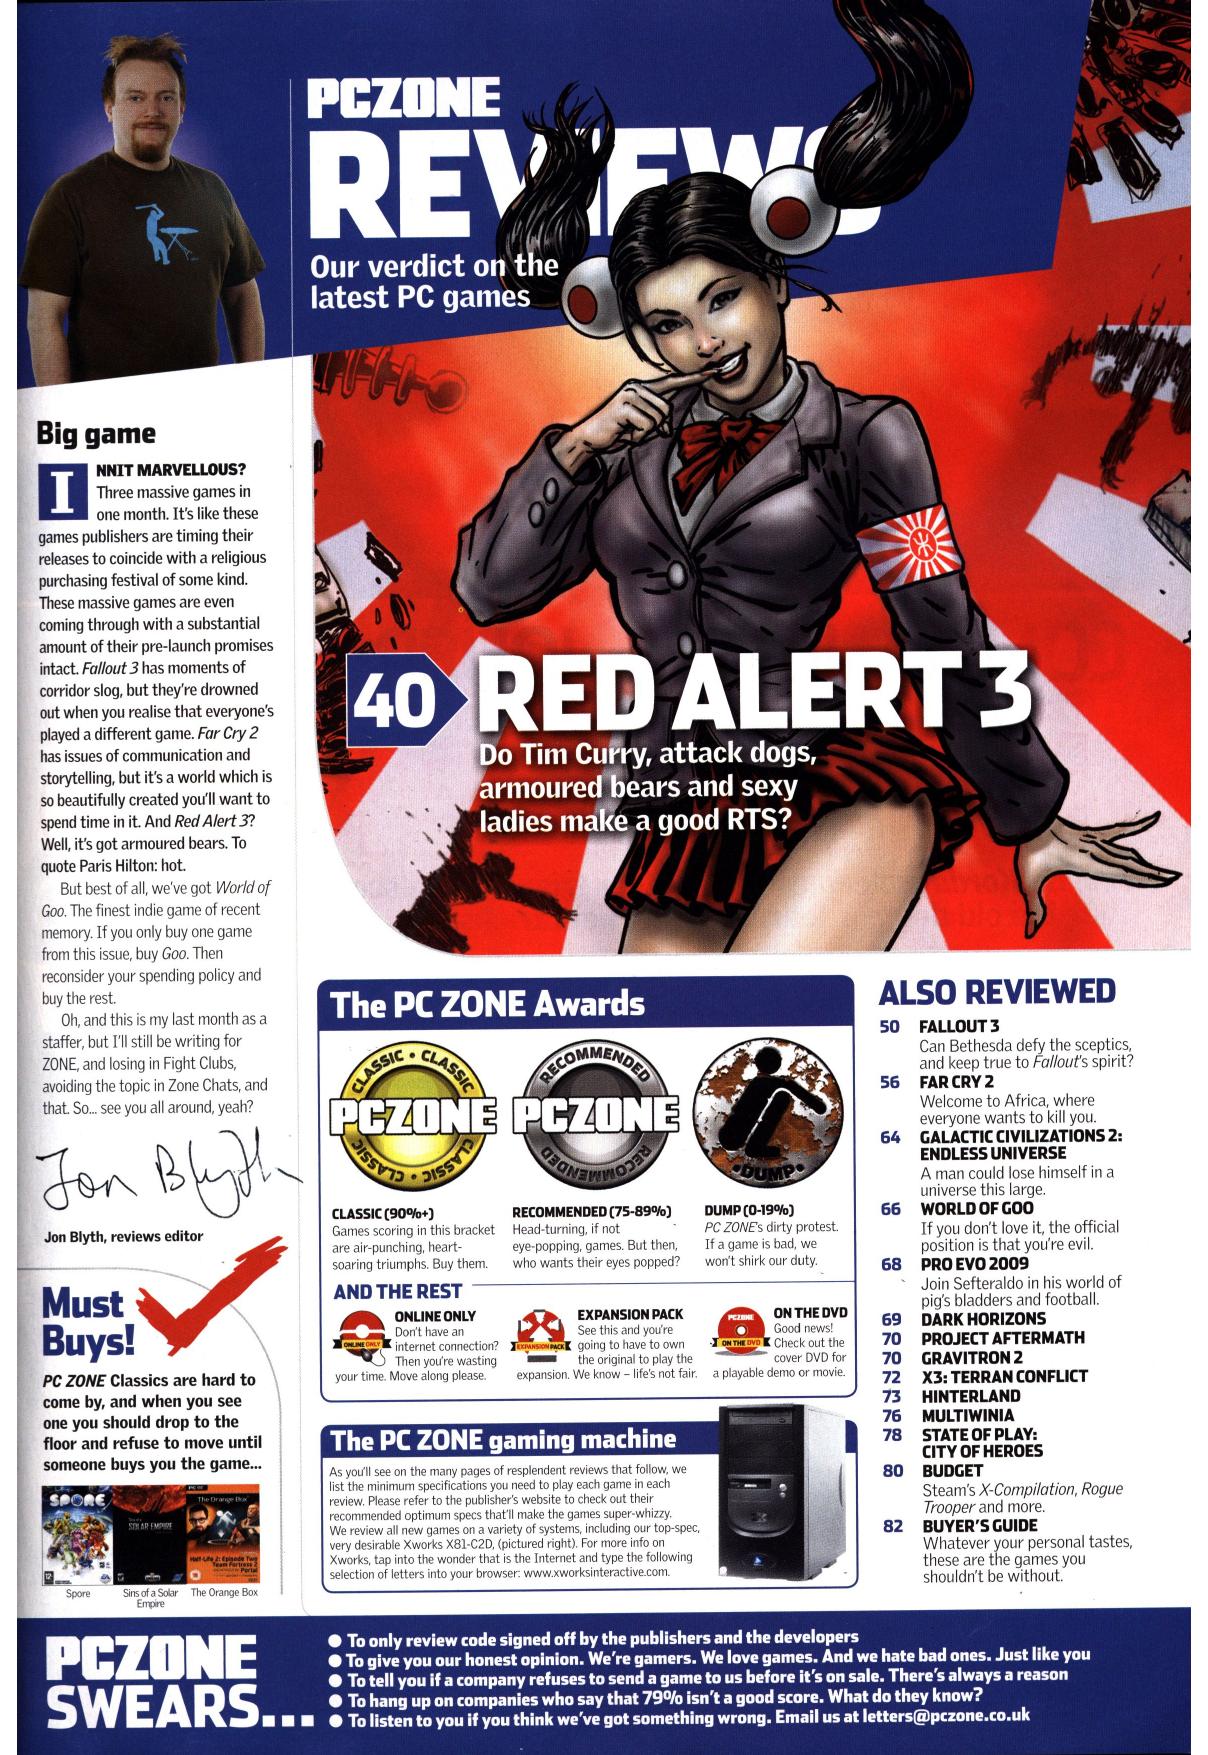 PCZONE
REVIEWS
Our verdict on the
latest PC games
Big game
INNIT MARVELLOUS?
Three massive games in
one month. It's like these
games publishers are timing their
releases to coincide with a religious
purchasing festival of some kind.
These massive games are even
coming through with a substantial
amount of their pre-launch promises
intact. Fallout 3 has moments of
corridor slog, but they're drowned
out when you realise that everyone's
played a different game. Far Cry 2
has issues of communication and
storytelling, but it's a world which is
so beautifully created you'll want to
spend time in it. And Red Alert 3?
Well, it's got armoured bears. To
quote Paris Hilton: hot.
But best of all, we've got World of
Goo. The finest indie game of recent
memory. If you only buy one game
from this issue, buy Goo. Then
reconsider your spending policy and
buy the rest.
Oh, and this is my last month as a
staffer, but I'll still be writing for
ZONE, and losing in Fight Clubs,
avoiding the topic in Zone Chats, and
that. So... see you all around, yeah?
Jon Blyth
Jon Blyth, reviews editor
Must
Buys!
PC ZONE Classics are hard to
come by, and when you see
one you should drop to the
floor and refuse to move until
someone buys you the game...
SPORE
SOLAR EMPIRE
The Orange Box
Half-Life 2: Episode Two
Team Fortress 2
Portal
Spore
Sins of a Solar
Empire
The Orange Box
40
RED ALERT 3
Do Tim Curry, attack dogs,
armoured bears and sexy
ladies make a good RTS?
The PC ZONE Awards
CLASSIC • CLASSIC
PCZONE
CLASSIC • CLASSIC
RECOMMENDED
PCZONE
RECOMMENDED
•DUMP•
CLASSIC (90%+)
Games scoring in this bracket
are air-punching, heart-
soaring triumphs. Buy them.
RECOMMENDED (75-89%)
Head-turning, if not
eye-popping, games. But then,
who wants their eyes popped?
DUMP (0-19%)
PC ZONE's dirty protest.
If a game is bad, we
won't shirk our duty.
AND THE REST
ONLINE ONLY
ONLINE ONLY
Don't have an
internet connection?
Then you're wasting
your time. Move along please.
EXPANSION PACK
EXPANSION PACK
See this and you're
going to have to own
the original to play the
expansion. We know – life's not fair.
PCZONE
ON THE DVD
ON THE DVD
Good news!
Check out the
cover DVD for
a playable demo or movie.
The PC ZONE gaming machine
As you'll see on the many pages of resplendent reviews that follow, we
list the minimum specifications you need to play each game in each
review. Please refer to the publisher's website to check out their
recommended optimum specs that'll make the games super-whizzy.
We review all new games on a variety of systems, including our top-spec,
very desirable Xworks X81-C2D, (pictured right). For more info on
Xworks, tap into the wonder that is the Internet and type the following
selection of letters into your browser: www.xworksinteractive.com.
ALSO REVIEWED
50 FALLOUT 3
Can Bethesda defy the sceptics,
and keep true to Fallout's spirit?
56 FAR CRY 2
Welcome to Africa, where
everyone wants to kill you.
64 GALACTIC CIVILIZATIONS 2:
ENDLESS UNIVERSE
A man could lose himself in a
universe this large.
66 WORLD OF GOO
If you don't love it, the official
position is that you're evil.
68 PRO EVO 2009
Join Sefteraldo in his world of
pig's bladders and football.
69 DARK HORIZONS
70 PROJECT AFTERMATH
70 GRAVITRON 2
72 X3: TERRAN CONFLICT
73 HINTERLAND
76 MULTIWINIA
78 STATE OF PLAY:
CITY OF HEROES
80 BUDGET
Steam's X-Compilation, Rogue
Trooper and more.
82 BUYER'S GUIDE
Whatever your personal tastes,
these are the games you
shouldn't be without.
PCZONE
SWEARS...
● To only review code signed off by the publishers and the developers
● To give you our honest opinion. We're gamers. We love games. And we hate bad ones. Just like you
● To tell you if a company refuses to send a game to us before it's on sale. There's always a reason
● To hang up on companies who say that 79% isn't a good score. What do they know?
● To listen to you if you think we've got something wrong. Email us at letters@pczone.co.uk